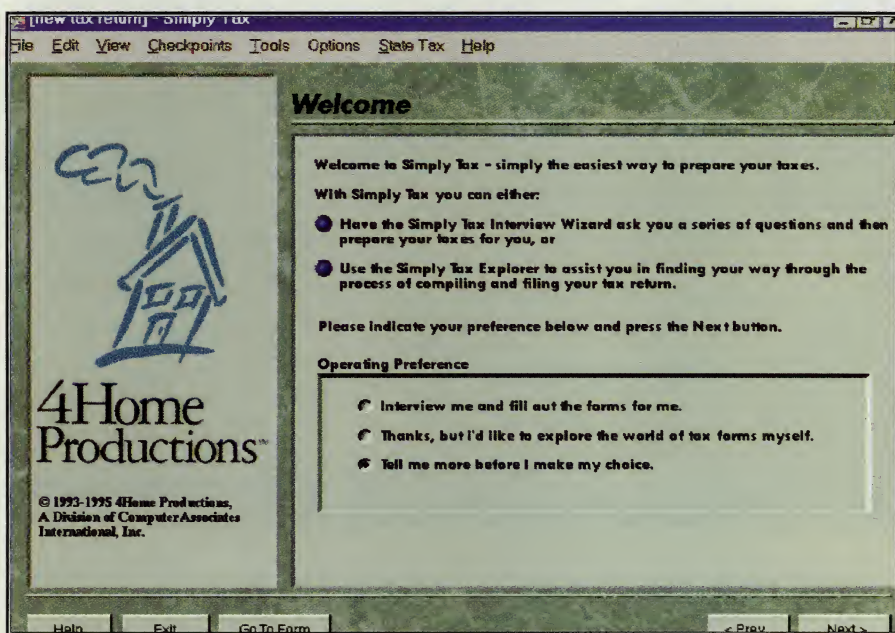 [new tax return] - Simply Tax
File Edit View Checkpoints Tools Options State Tax Help
Welcome
Welcome to Simply Tax - simply the easiest way to prepare your taxes.
With Simply Tax you can either:
Have the Simply Tax Interview Wizard ask you a series of questions and then
prepare your taxes for you, or
Use the Simply Tax Explorer to assist you in finding your way through the
process of compiling and filing your tax return.
Please indicate your preference below and press the Next button.
Operating Preference
Interview me and fill out the forms for me.
Thanks, but I'd like to explore the world of tax forms myself.
Tell me more before I make my choice.
4Home
Productions™
© 1993-1995 4Home Productions,
A Division of Computer Associates
International, Inc.
Help Exit Go To Form < Prev Next >